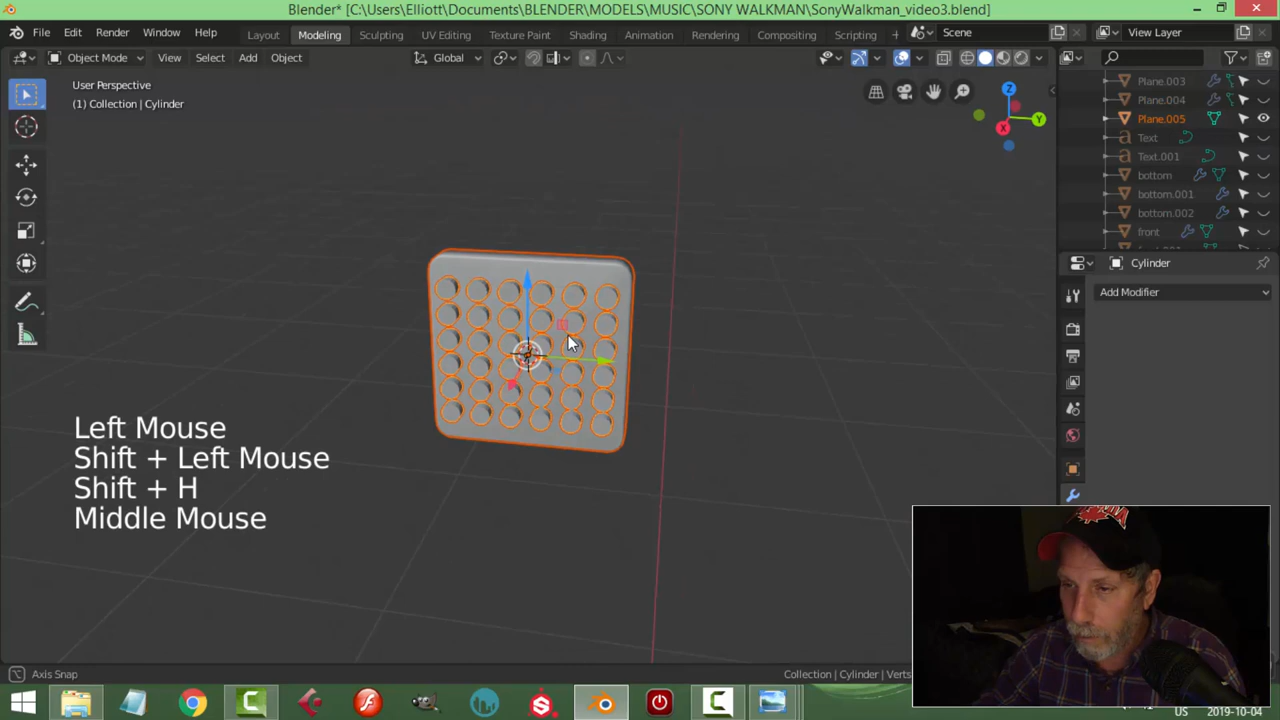 Blender* [C:\Users\Elliott\Documents\BLENDER\MODELS\MUSIC\SONY WALKMAN\SonyWalkman_video3.blend]
File Edit Render Window Help
Layout Modeling Sculpting UV Editing Texture Paint Shading Animation Rendering Compositing Scripting
Scene
View Layer
Object Mode View Select Add Object
Global
User Perspective
(1) Collection | Cylinder
Z
Y
X
Plane.003
Plane.004
Plane.005
Text
Text.001
bottom
bottom.001
bottom.002
front
Cylinder
Add Modifier
Left Mouse
Shift + Left Mouse
Shift + H
Middle Mouse
Axis Snap
Collection | Cylinder | Verts
US
2019-10-04